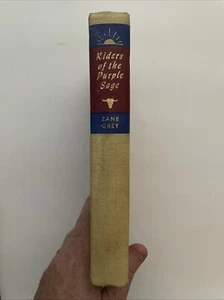 Riders
of the
Purple
Sage
ZANE
GREY